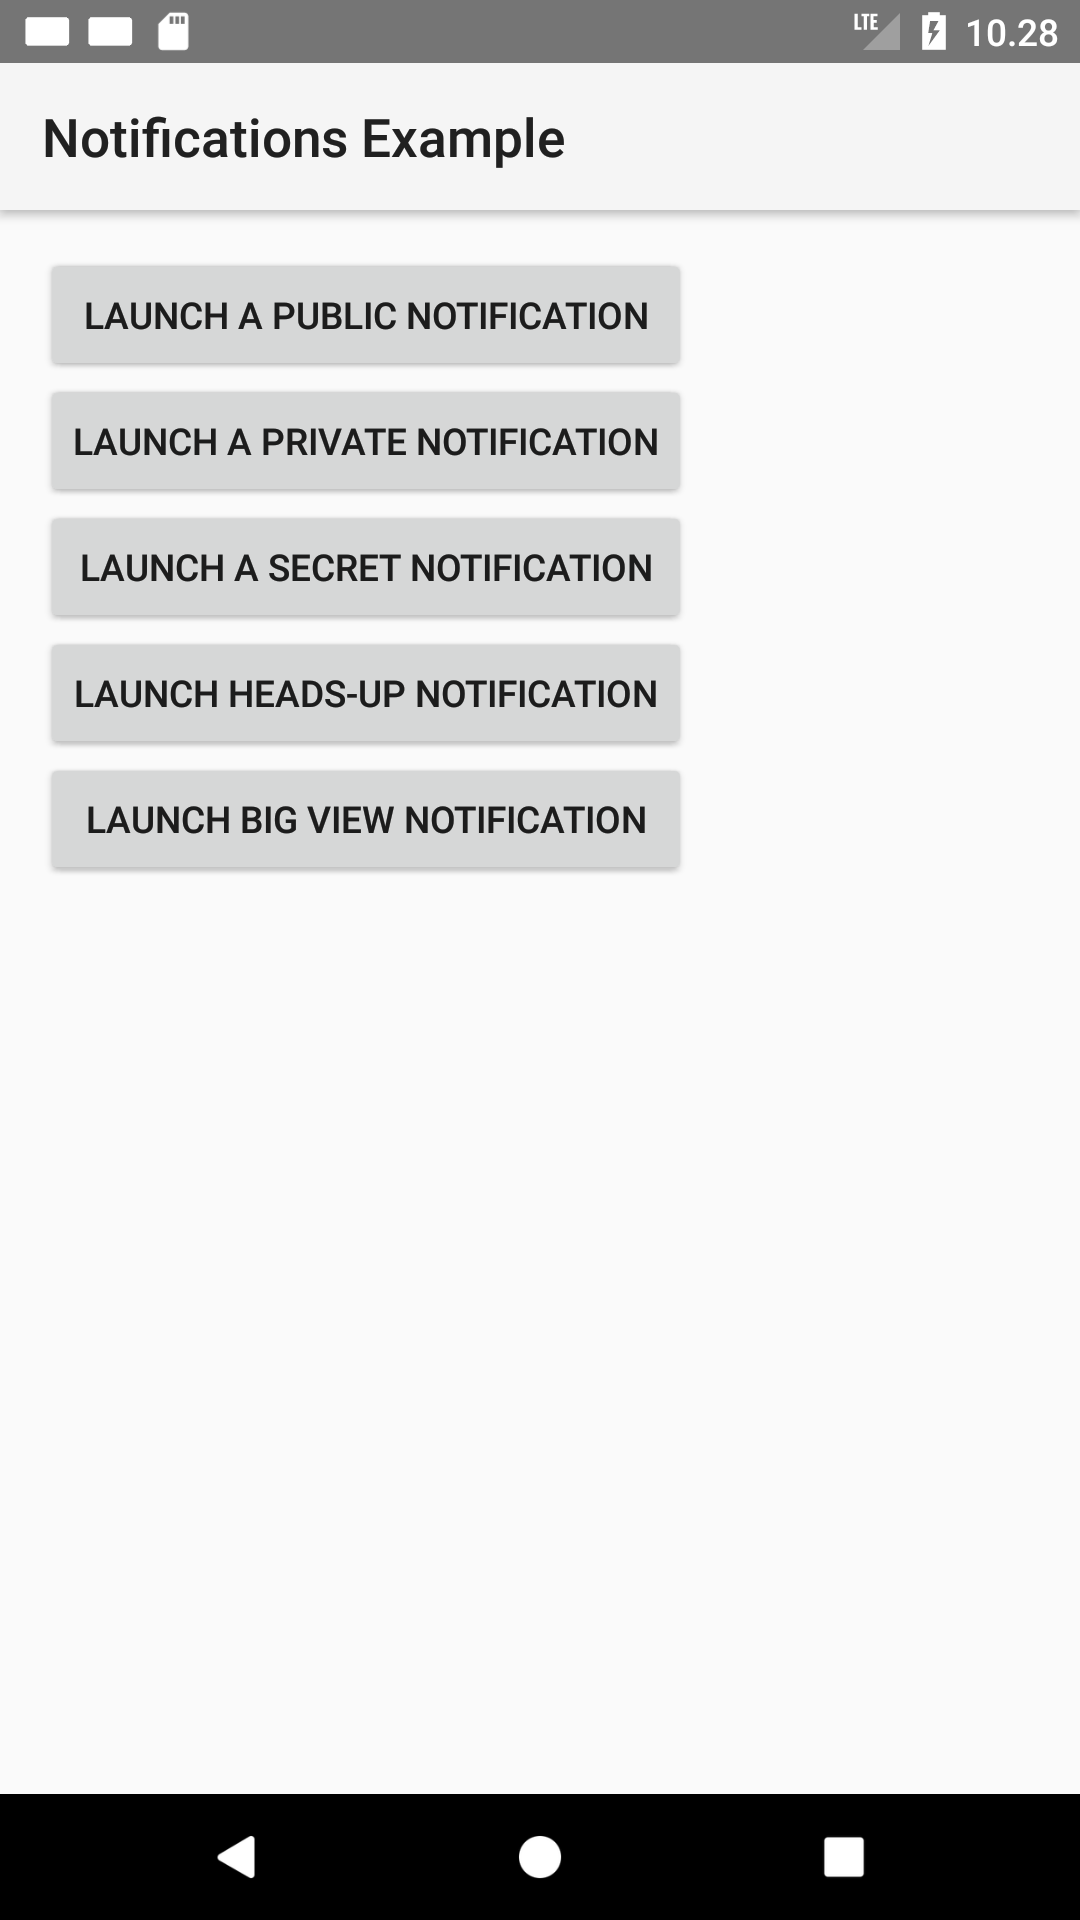 LTE 10.28
Notifications Example
LAUNCH A PUBLIC NOTIFICATION
LAUNCH A PRIVATE NOTIFICATION
LAUNCH A SECRET NOTIFICATION
LAUNCH HEADS-UP NOTIFICATION
LAUNCH BIG VIEW NOTIFICATION